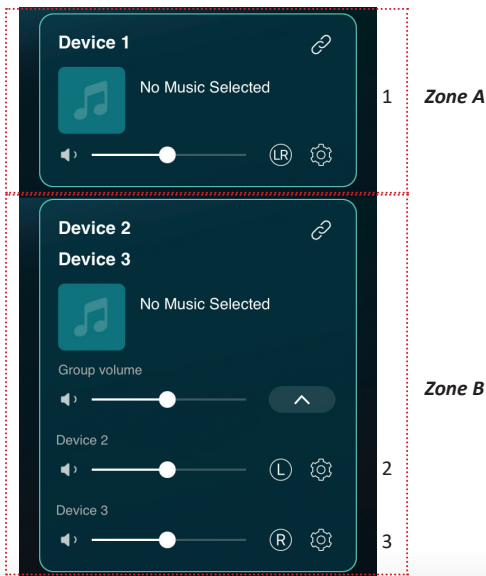 Device 1
No Music Selected
1 Zone A
LR
Device 2
Device 3
No Music Selected
Group volume
Zone B
Device 2
L 2
Device 3
R 3